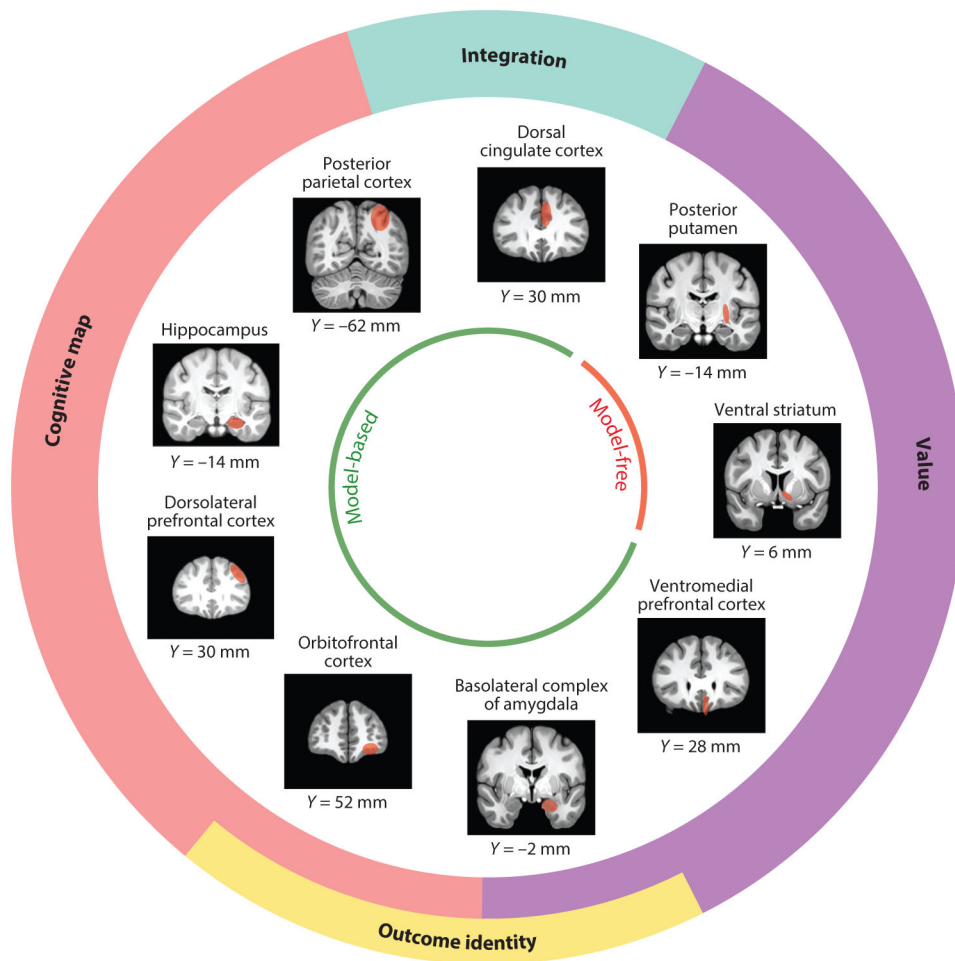 Integration
Dorsal
cingulate cortex
Y = 30 mm
Posterior
parietal cortex
Y = –62 mm
Posterior
putamen
Y = –14 mm
Hippocampus
Y = –14 mm
Cognitive map
Model-based
Model-free
Ventral striatum
Y = 6 mm
Value
Dorsolateral
prefrontal cortex
Y = 30 mm
Ventromedial
prefrontal cortex
Y = 28 mm
Orbitofrontal
cortex
Y = 52 mm
Basolateral complex
of amygdala
Y = –2 mm
Outcome identity